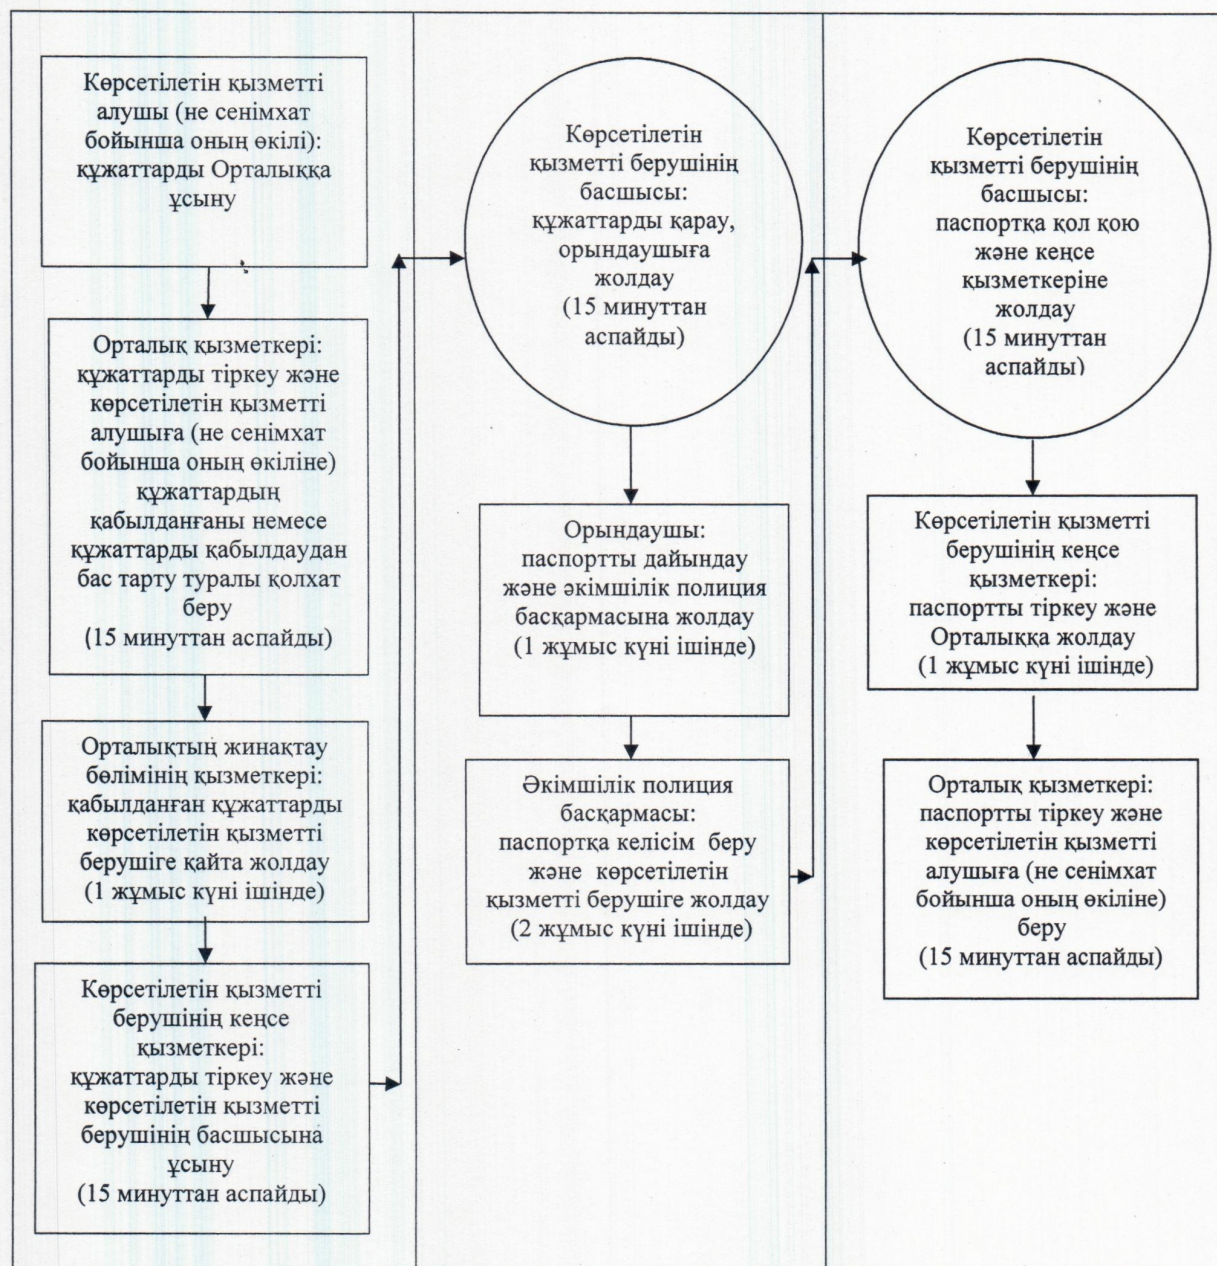 Көрсетілетін қызметті
алушы (не сенімхат
бойынша оның өкілі):
құжаттарды Орталыққа
ұсыну
Орталық қызметкері:
құжаттарды тіркеу және
көрсетілетін қызметті
алушыға (не сенімхат
бойынша оның өкіліне)
құжаттардың
қабылданғаны немесе
құжаттарды қабылдаудан
бас тарту туралы қолхат
беру
(15 минуттан аспайды)
Орталықтың жинақтау
бөлімінің қызметкері:
қабылданған құжаттарды
көрсетілетін қызметті
берушіге қайта жолдау
(1 жұмыс күні ішінде)
Көрсетілетін қызметті
берушінің кеңсе
қызметкері:
құжаттарды тіркеу және
көрсетілетін қызметті
берушінің басшысына
ұсыну
(15 минуттан аспайды)
Көрсетілетін
қызметті берушінің
басшысы:
құжаттарды қарау,
орындаушыға
жолдау
(15 минуттан
аспайды)
Орындаушы:
паспортты дайындау
және әкімшілік полиция
басқармасына жолдау
(1 жұмыс күні ішінде)
Әкімшілік полиция
басқармасы:
паспортқа келісім беру
және көрсетілетін
қызметті берушіге жолдау
(2 жұмыс күні ішінде)
Көрсетілетін
қызметті берушінің
басшысы:
паспортқа қол қою
және кеңсе
қызметкеріне
жолдау
(15 минуттан
аспайды)
Көрсетілетін қызметті
берушінің кеңсе
қызметкері:
паспортты тіркеу және
Орталыққа жолдау
(1 жұмыс күні ішінде)
Орталық қызметкері:
паспортты тіркеу және
көрсетілетін қызметті
алушыға (не сенімхат
бойынша оның өкіліне)
беру
(15 минуттан аспайды)